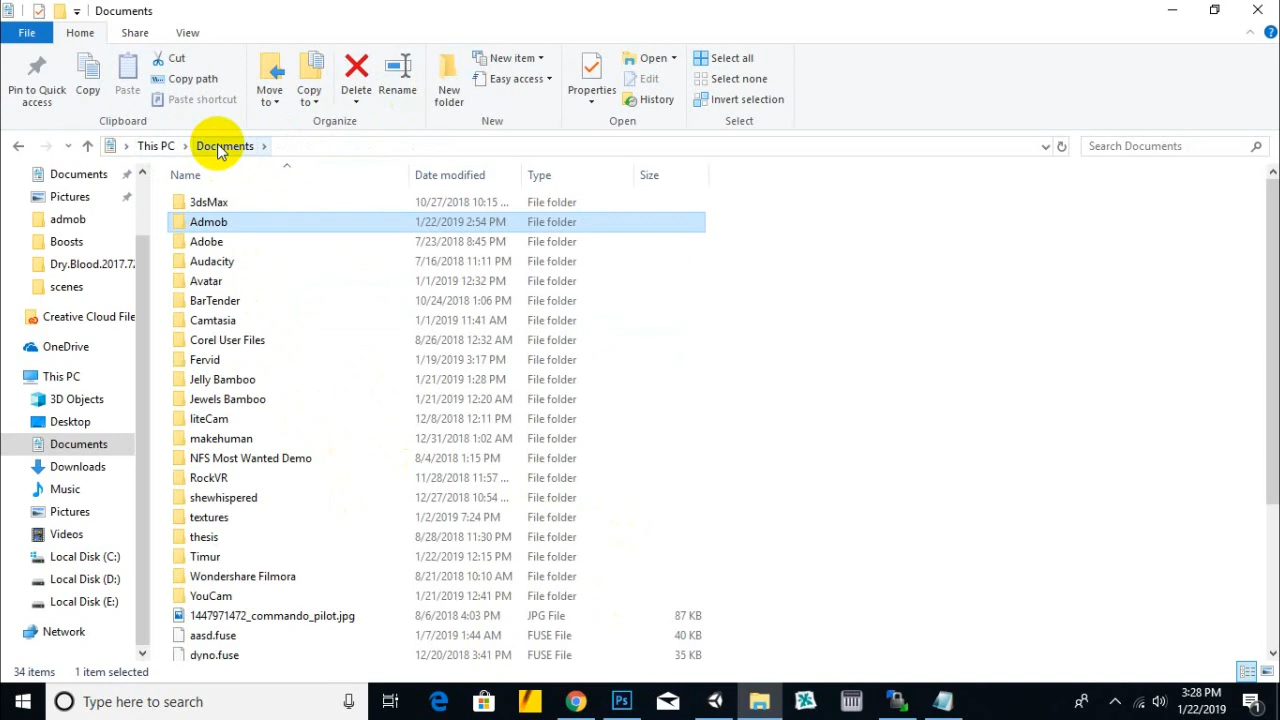 Documents
File Home Share View
Pin to Quick access
Copy
Paste
Cut
Copy path
Paste shortcut
Clipboard
Move to
Copy to
Delete
Rename
Organize
New folder
New item
Easy access
New
Properties
Open
Edit
History
Open
Select all
Select none
Invert selection
Select
This PC Documents
Search Documents
Documents
Pictures
admob
Boosts
Dry.Blood.2017.72
scenes
Creative Cloud File
OneDrive
This PC
3D Objects
Desktop
Documents
Downloads
Music
Pictures
Videos
Local Disk (C:)
Local Disk (D:)
Local Disk (E:)
Network
Name Date modified Type Size
3dsMax 10/27/2018 10:15 ... File folder
Admob 1/22/2019 2:54 PM File folder
Adobe 7/23/2018 8:45 PM File folder
Audacity 7/16/2018 11:11 PM File folder
Avatar 1/1/2019 12:32 PM File folder
BarTender 10/24/2018 1:06 PM File folder
Camtasia 1/1/2019 11:41 AM File folder
Corel User Files 8/26/2018 12:32 AM File folder
Fervid 1/19/2019 3:17 PM File folder
Jelly Bamboo 1/21/2019 1:28 PM File folder
Jewels Bamboo 1/21/2019 12:20 AM File folder
liteCam 12/8/2018 12:11 PM File folder
makehuman 12/31/2018 1:02 AM File folder
NFS Most Wanted Demo 8/4/2018 1:15 PM File folder
RockVR 11/28/2018 11:57 ... File folder
shewhispered 12/27/2018 10:54 ... File folder
textures 1/2/2019 7:24 PM File folder
thesis 8/28/2018 11:30 PM File folder
Timur 1/22/2019 12:15 PM File folder
Wondershare Filmora 8/21/2018 10:10 AM File folder
YouCam 1/21/2019 12:41 PM File folder
1447971472_commando_pilot.jpg 8/6/2018 4:03 PM JPG File 87 KB
aasd.fuse 1/7/2019 1:44 AM FUSE File 40 KB
dyno.fuse 12/20/2018 3:41 PM FUSE File 35 KB
34 items 1 item selected
Type here to search
Ps
3:28 PM
1/22/2019
1